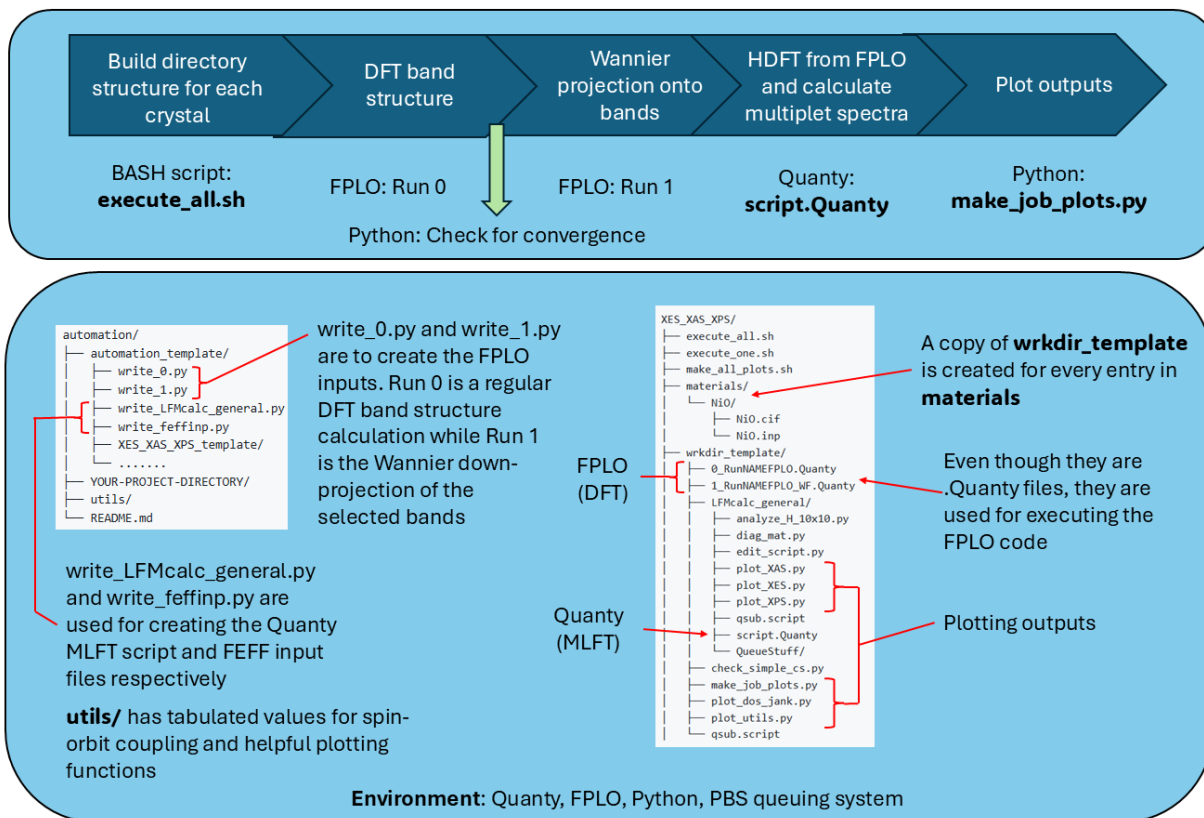 Build directory
structure for each
crystal
DFT band
structure
Wannier
projection onto
bands
HDFT from FPLO
and calculate
multiplet spectra
Plot outputs
BASH script:
execute_all.sh
FPLO: Run 0
FPLO: Run 1
Quanty:
script.Quanty
Python:
make_job_plots.py
Python: Check for convergence
automation/
├── automation_template/
│   ├── write_0.py
│   ├── write_1.py
│   ├── write_LFMcalc_general.py
│   ├── write_feffinp.py
│   ├── XES_XAS_XPS_template/
│   └── .......
├── YOUR-PROJECT-DIRECTORY/
├── utils/
└── README.md
write_0.py and write_1.py
are to create the FPLO
inputs. Run 0 is a regular
DFT band structure
calculation while Run 1
is the Wannier down-
projection of the
selected bands
write_LFMcalc_general.py
and write_feffinp.py are
used for creating the Quanty
MLFT script and FEFF input
files respectively
utils/ has tabulated values for spin-
orbit coupling and helpful plotting
functions
XES_XAS_XPS/
├── execute_all.sh
├── execute_one.sh
├── make_all_plots.sh
├── materials/
│   └── NiO/
│       ├── NiO.cif
│       └── NiO.inp
├── wrkdir_template/
│   ├── 0_RunNAMEFPLO.Quanty
│   ├── 1_RunNAMEFPLO_WF.Quanty
│   ├── LFMcalc_general/
│   │   ├── analyze_H_10x10.py
│   │   ├── diag_mat.py
│   │   ├── edit_script.py
│   │   ├── plot_XAS.py
│   │   ├── plot_XES.py
│   │   ├── plot_XPS.py
│   │   ├── qsub.script
│   │   ├── script.Quanty
│   │   └── QueueStuff/
│   ├── check_simple_cs.py
│   ├── make_job_plots.py
│   ├── plot_dos_jank.py
│   ├── plot_utils.py
│   └── qsub.script
FPLO
(DFT)
Quanty
(MLFT)
A copy of wrkdir_template
is created for every entry in
materials
Even though they are
.Quanty files, they are
used for executing the
FPLO code
Plotting outputs
Environment: Quanty, FPLO, Python, PBS queuing system